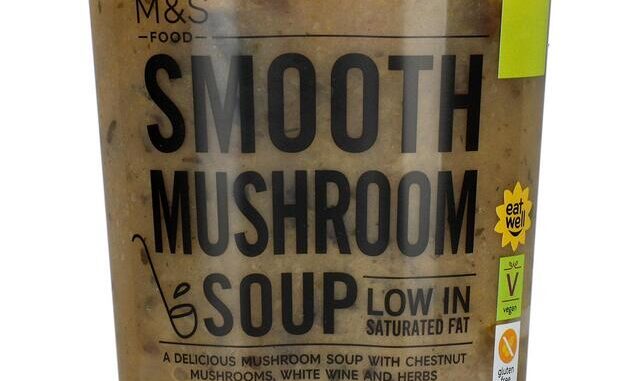 M&S
FOOD
SMOOTH
MUSHROOM
SOUP
LOW IN
SATURATED FAT
A DELICIOUS MUSHROOM SOUP WITH CHESTNUT
MUSHROOMS, WHITE WINE AND HERBS
eat
well
V
vegan
gluten
free